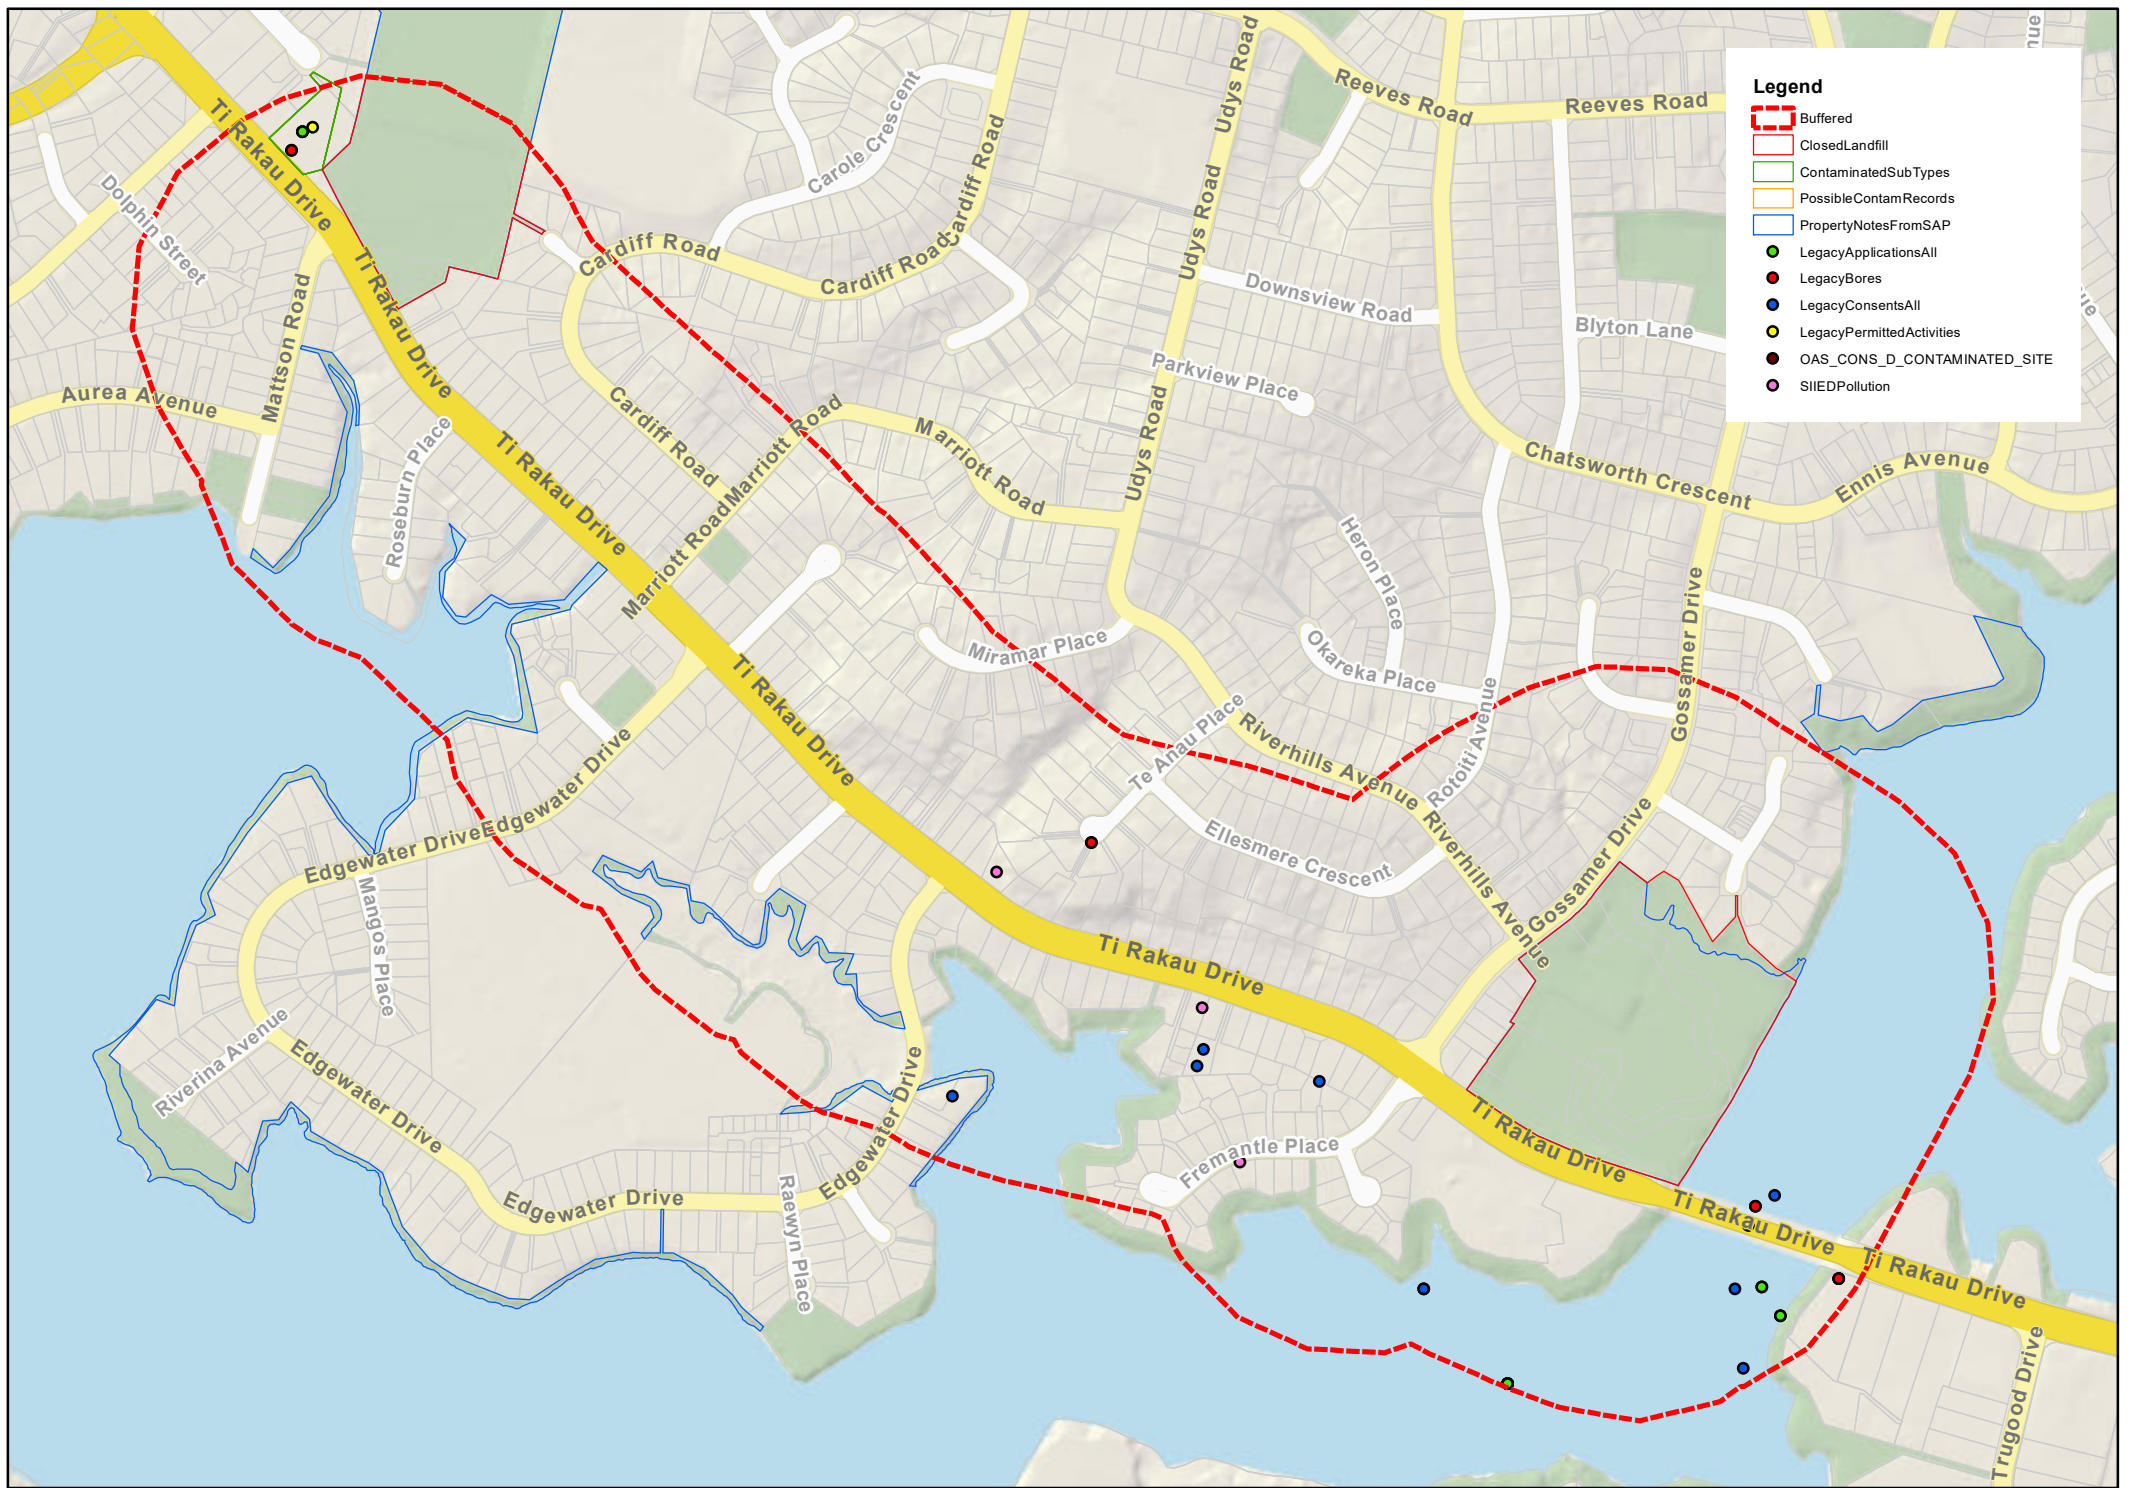 Legend
Buffered
ClosedLandfill
ContaminatedSubTypes
PossibleContamRecords
PropertyNotesFromSAP
LegacyApplicationsAll
LegacyBores
LegacyConsentsAll
LegacyPermittedActivities
OAS_CONS_D_CONTAMINATED_SITE
SIIEDPollution
Ti Rakau Drive
Dolphin Street
Ti Rakau Drive
Mattson Road
Aurea Avenue
Roseburn Place
Ti Rakau Drive
Carole Crescent
Cardiff Road
Cardiff Road
Cardiff Road
Cardiff Road
Udys Road
Udys Road
Udys Road
Reeves Road
Reeves Road
Downsview Road
Blyton Lane
Parkview Place
Marriott Road
Marriott Road
Marriott Road
Chatsworth Crescent
Ennis Avenue
Heron Place
Okareka Place
Miramar Place
Gossamer Drive
Ti Rakau Drive
Te Anau Place
Riverhills Avenue
Rotoiti Avenue
Edgewater Drive
Edgewater Drive
Mangos Place
Ellesmere Crescent
Riverhills Avenue
Gossamer Drive
Ti Rakau Drive
Riverina Avenue
Edgewater Drive
Edgewater Drive
Edgewater Drive
Raewyn Place
Fremantle Place
Ti Rakau Drive
Ti Rakau Drive
Ti Rakau Drive
Trugood Drive